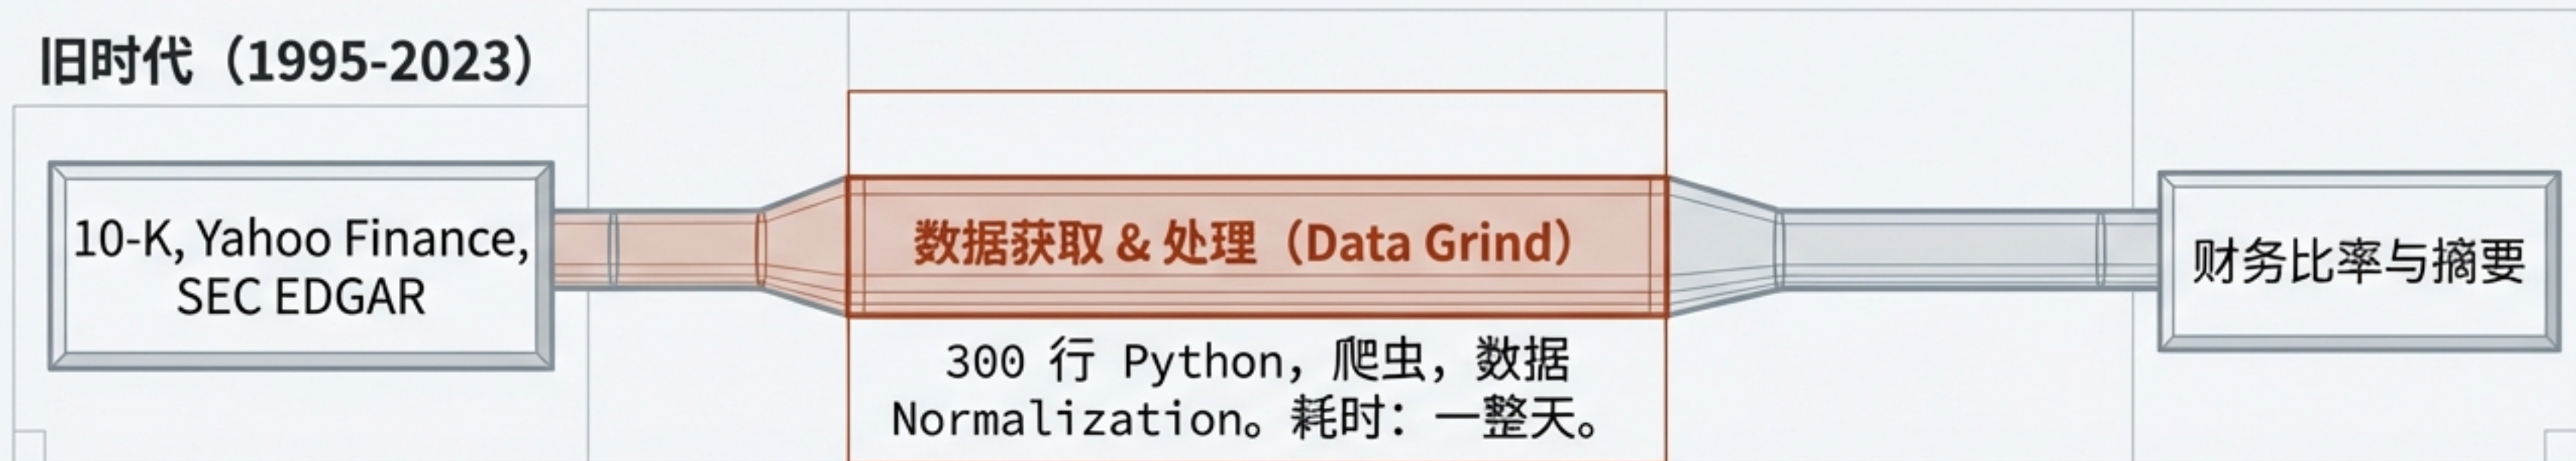 旧时代（1995-2023）
10-K, Yahoo Finance,
SEC EDGAR
数据获取 & 处理（Data Grind）
300 行 Python，爬虫，数据
Normalization。耗时：一整天。
财务比率与摘要